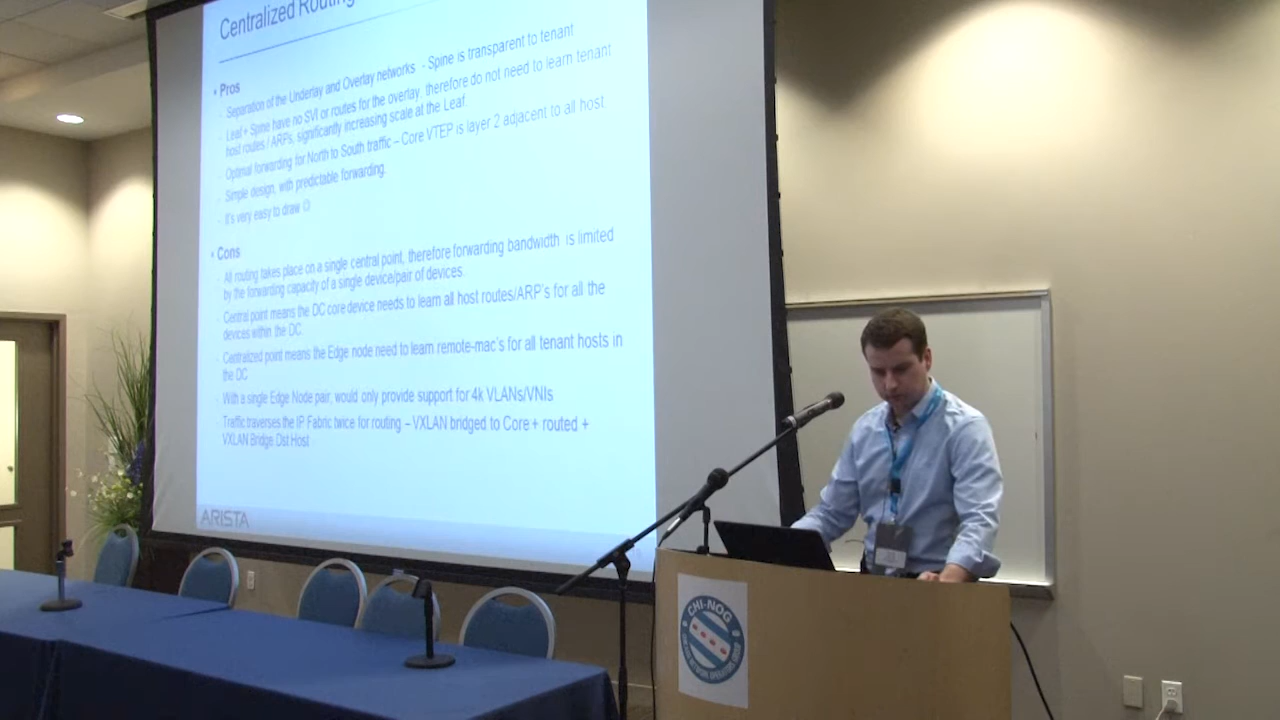 Centralized Routing
• Pros
- Separation of the Underlay and Overlay networks - Spine is transparent to tenant
- Leaf + Spine have no SVI or routes for the overlay, therefore do not need to learn tenant
host routes / ARPs, significantly increasing scale at the Leaf.
- Optimal forwarding for North to South traffic – Core VTEP is layer 2 adjacent to all host
- Simple design, with predictable forwarding.
- It's very easy to draw ☺
• Cons
- All routing takes place on a single central point, therefore forwarding bandwidth is limited
by the forwarding capacity of a single device/pair of devices.
- Central point means the DC core device needs to learn all host routes/ARP's for all the
devices within the DC.
- Centralized point means the Edge node need to learn remote-mac's for all tenant hosts in
the DC
- With a single Edge Node pair, would only provide support for 4k VLANs/VNIs
- Traffic traverses the IP Fabric twice for routing – VXLAN bridged to Core + routed +
VXLAN Bridge Dst Host
ARISTA
CHI-NOG